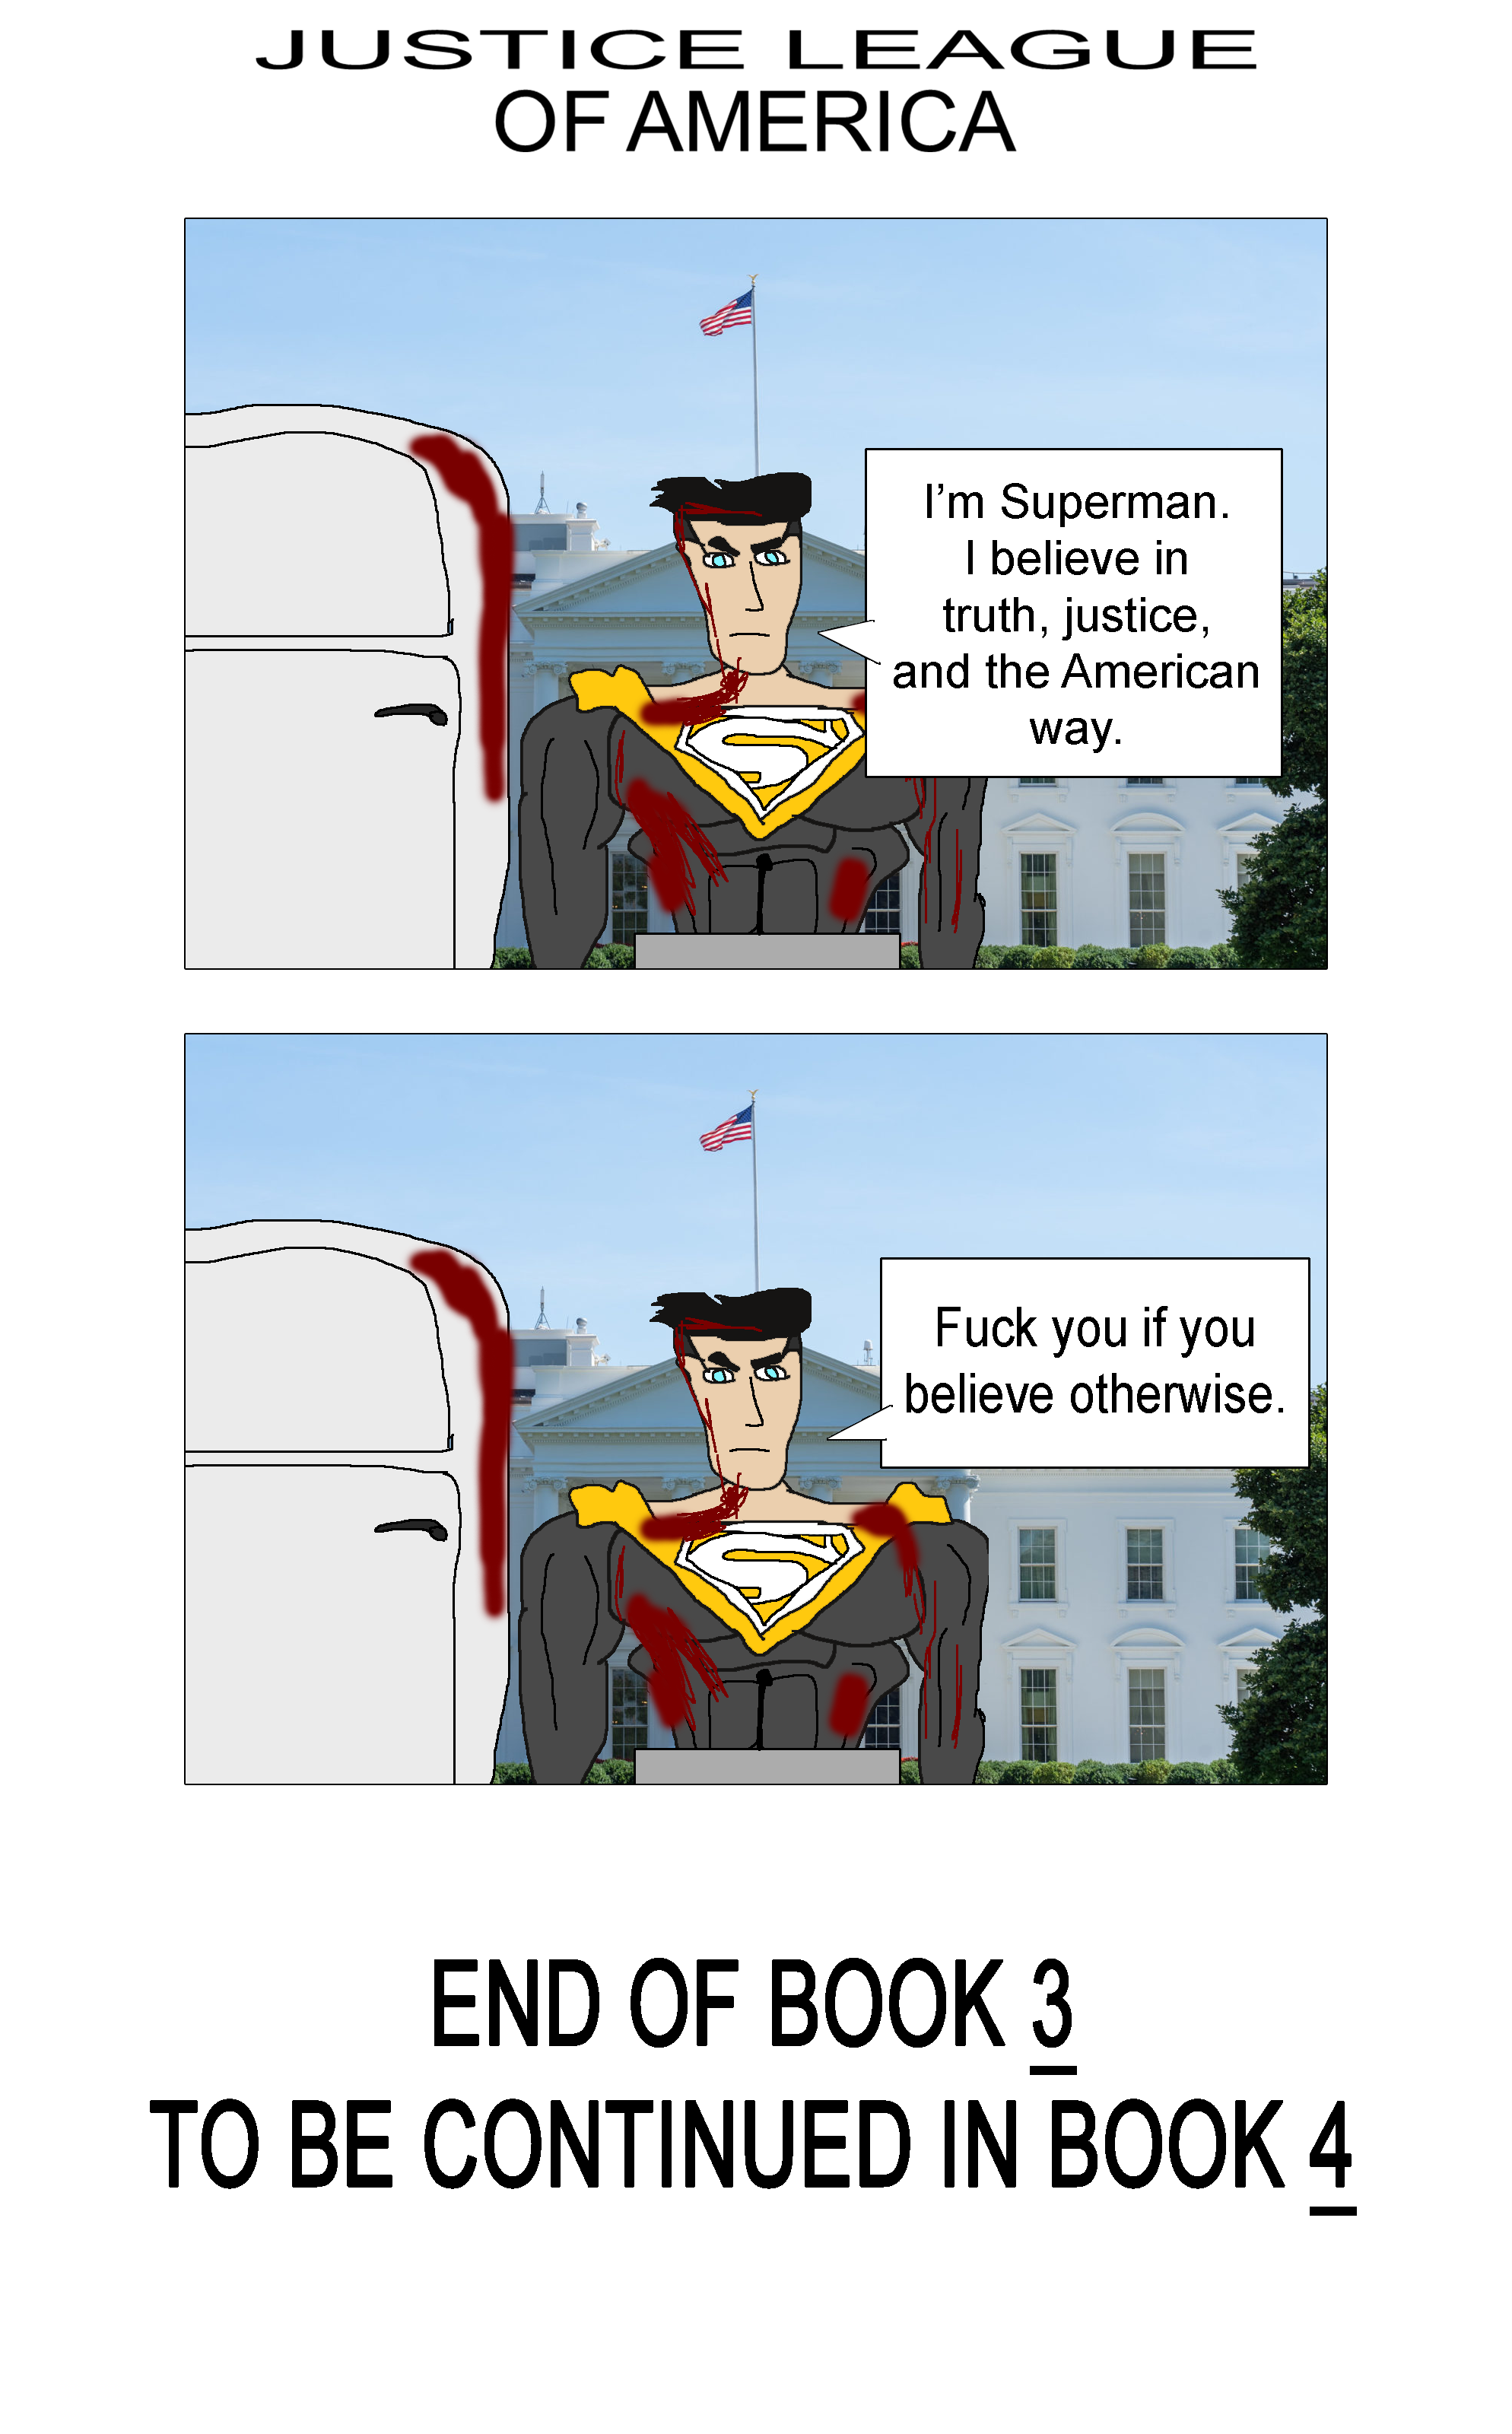 JUSTICE LEAGUE
OF AMERICA
I’m Superman.
I believe in
truth, justice,
and the American
way.
Fuck you if you
believe otherwise.
END OF BOOK 3
TO BE CONTINUED IN BOOK 4